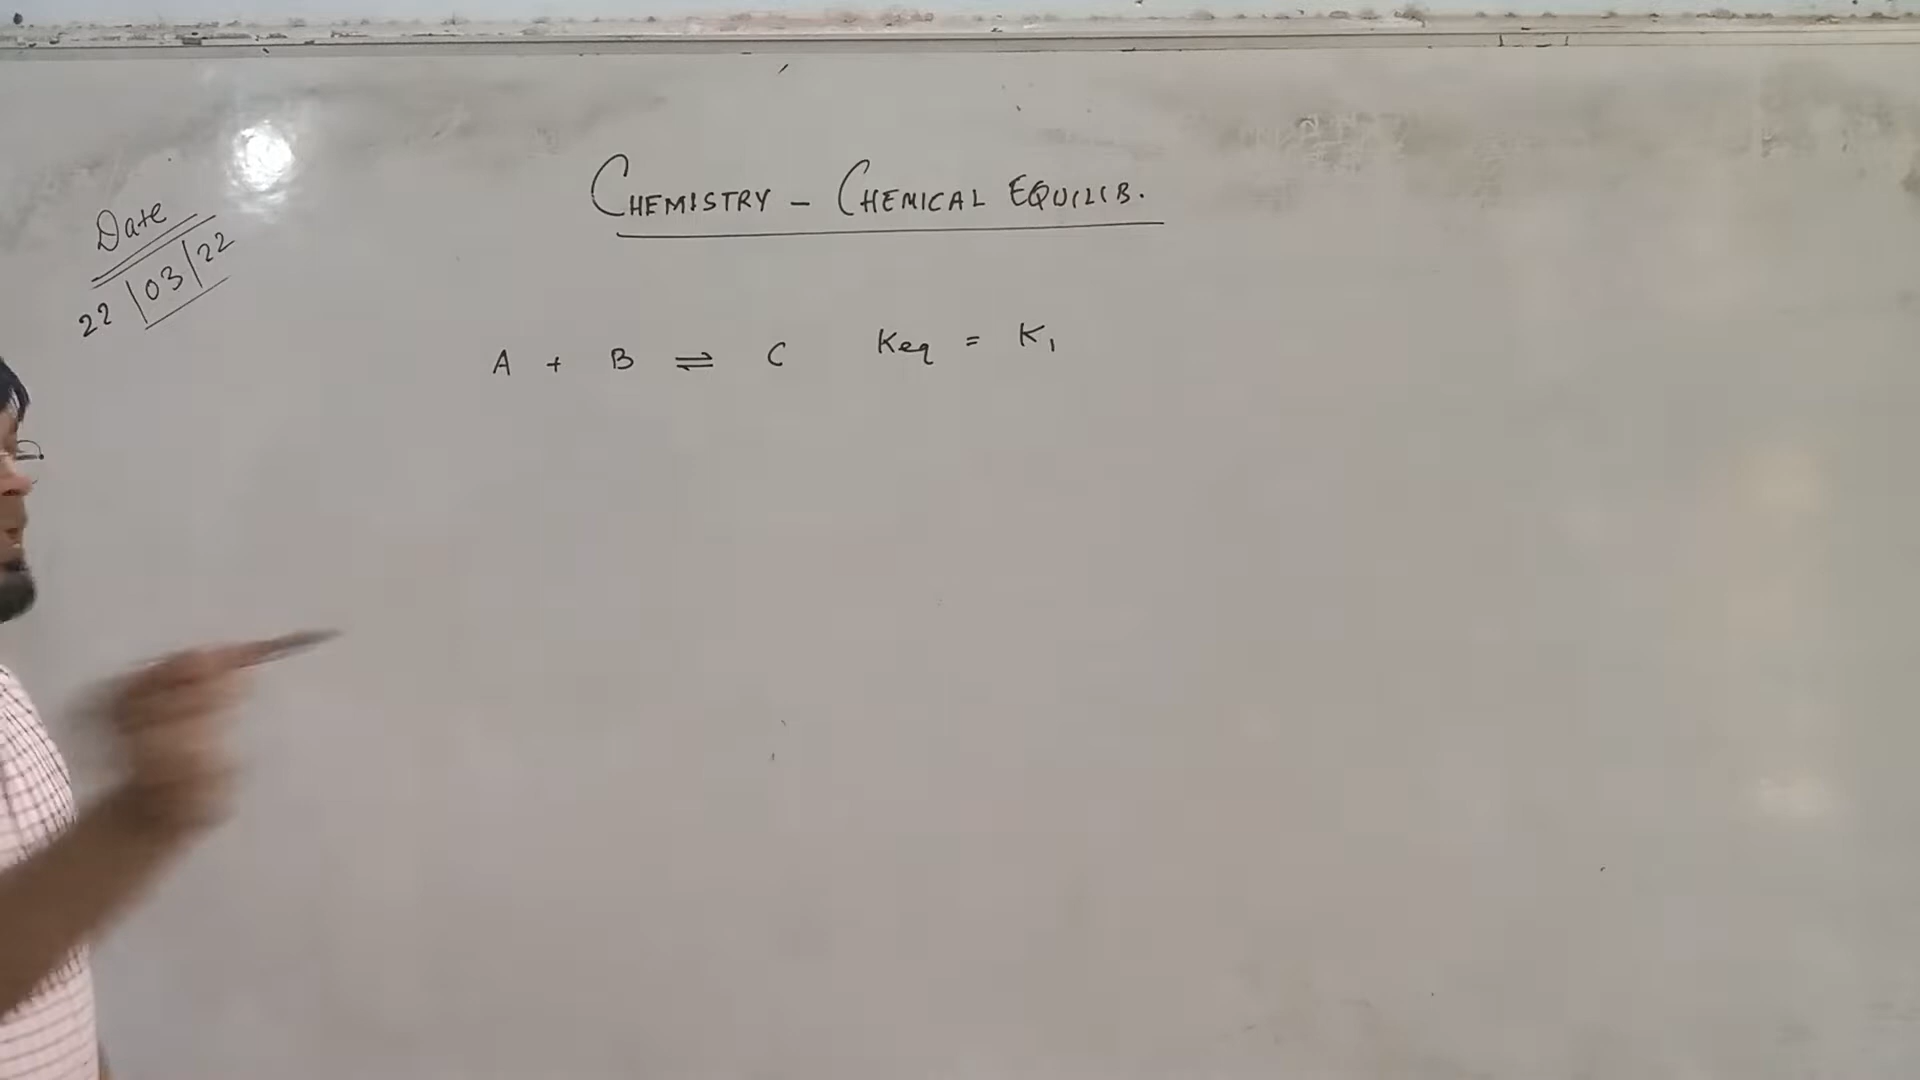 CHEMISTRY - CHEMICAL EQUILIB.
Date
22/03/22
A + B ⇌ C Keq = K₁